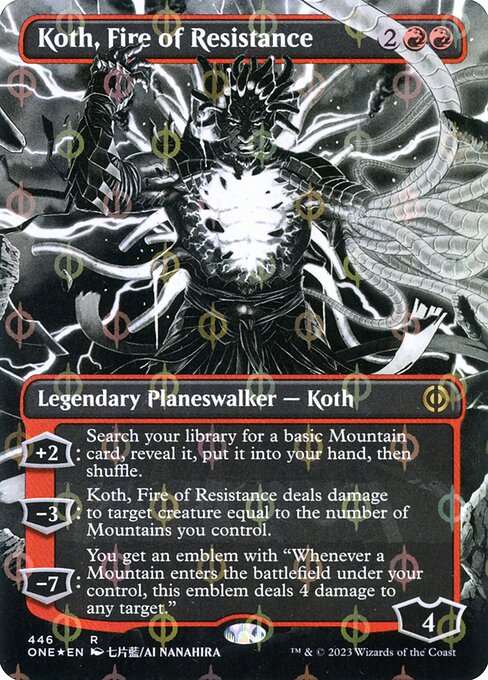 Koth, Fire of Resistance 2
Legendary Planeswalker — Koth
+2: Search your library for a basic Mountain
card, reveal it, put it into your hand, then
shuffle.
−3: Koth, Fire of Resistance deals damage
to target creature equal to the number of
Mountains you control.
−7: You get an emblem with “Whenever a
Mountain enters the battlefield under your
control, this emblem deals 4 damage to
any target.”
4
446 R
ONE★EN 七片藍/AI NANAHIRA
™ & © 2023 Wizards of the Coast